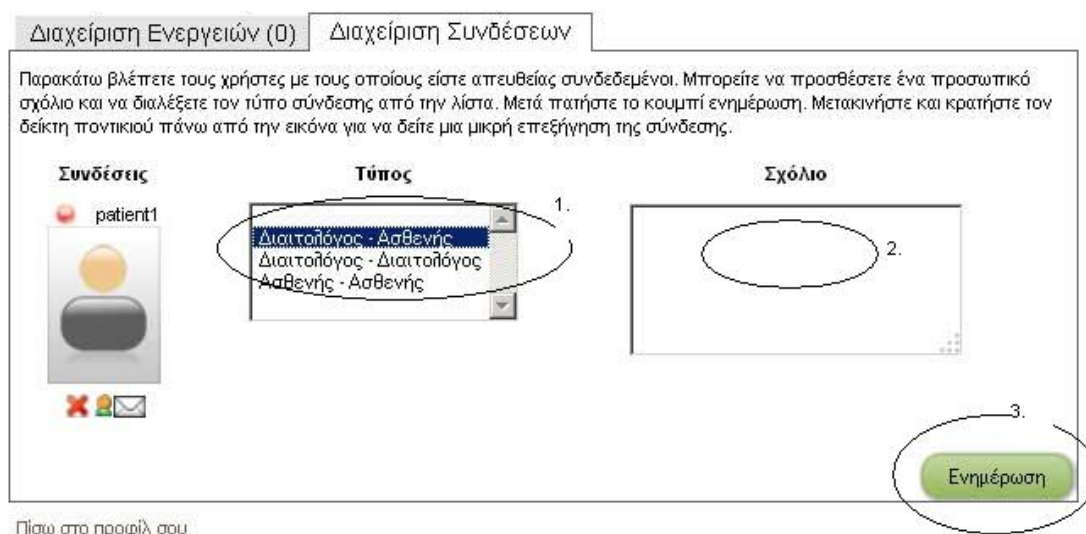 Διαχείριση Ενεργειών (0) Διαχείριση Συνδέσεων
Παρακάτω βλέπετε τους χρήστες με τους οποίους είστε απευθείας συνδεδεμένοι. Μπορείτε να προσθέσετε ένα προσωπικό
σχόλιο και να διαλέξετε τον τύπο σύνδεσης από την λίστα. Μετά πατήστε το κουμπί ενημέρωση. Μετακινήστε και κρατήστε τον
δείκτη ποντικιού πάνω από την εικόνα για να δείτε μια μικρή επεξήγηση της σύνδεσης.
Συνδέσεις Τύπος Σχόλιο
patient1
1.
Διαιτολόγος - Ασθενής
Διαιτολόγος - Διαιτολόγος
Ασθενής - Ασθενής
2.
3.
Ενημέρωση
Πίσω στο προφίλ σου